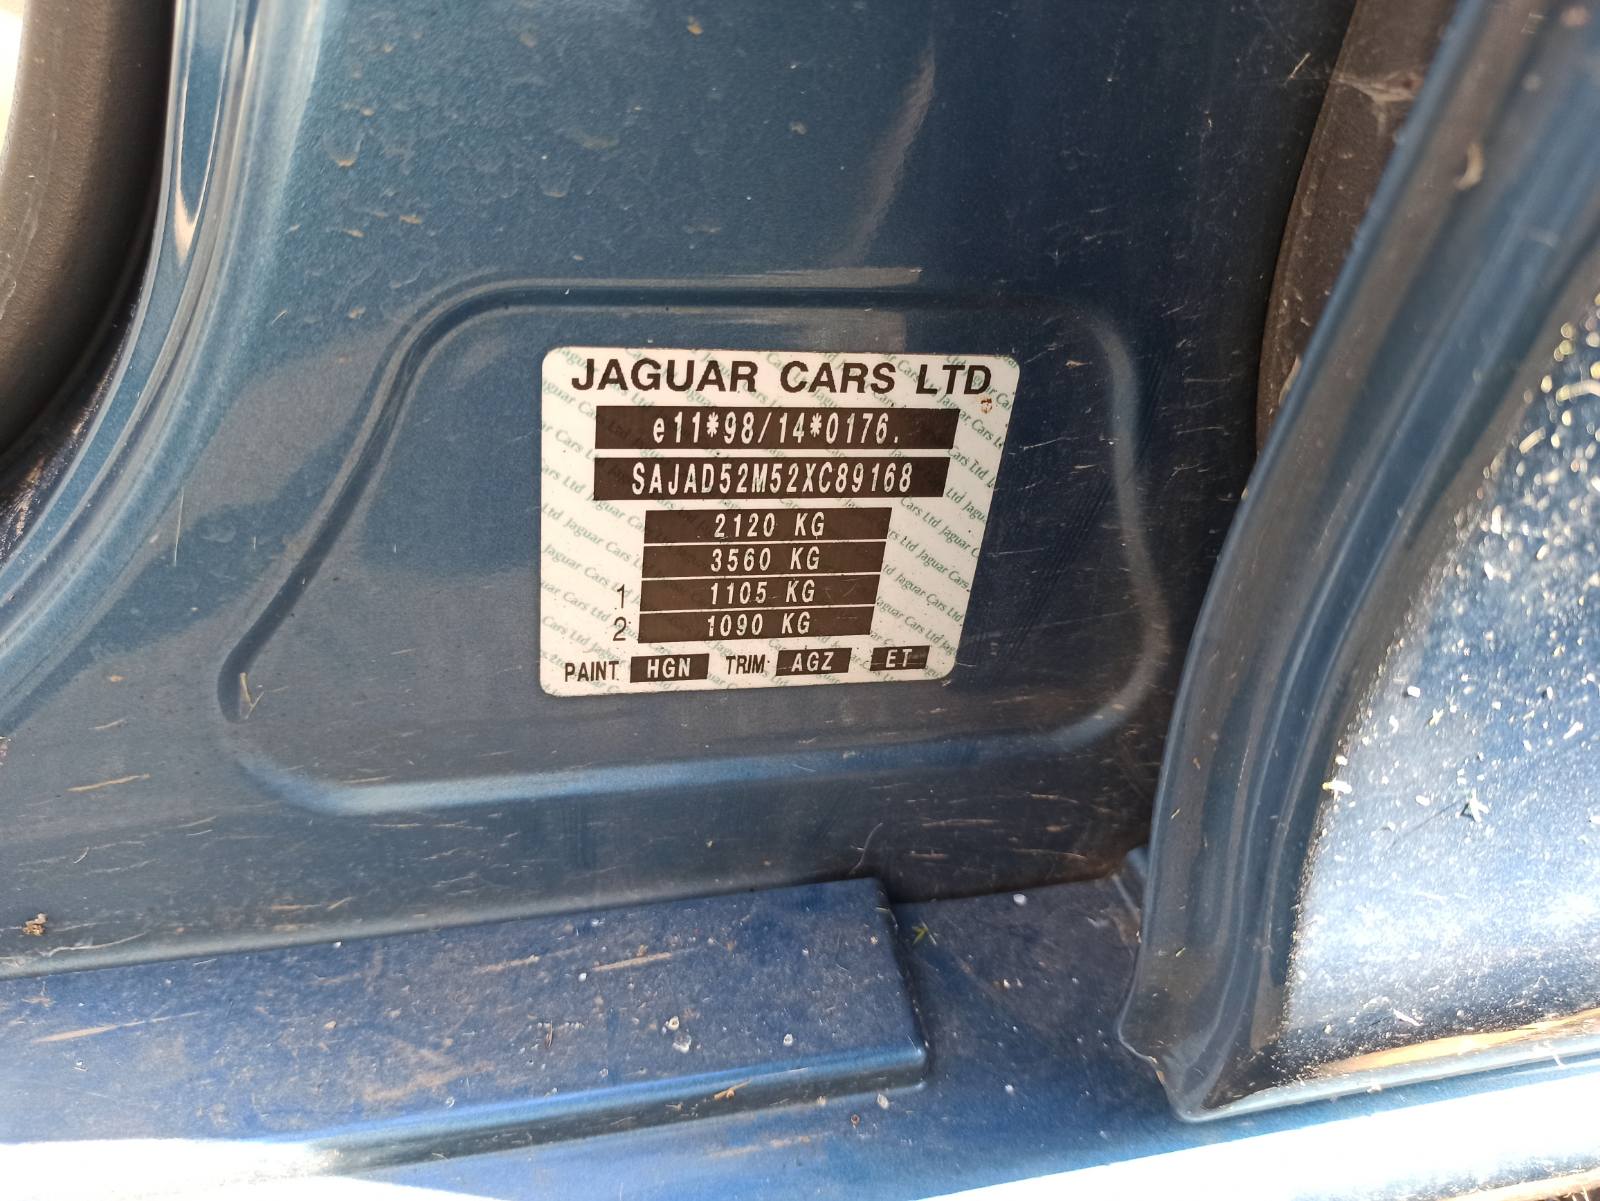 JAGUAR CARS LTD
e11*98/14*0176.
SAJAD52M52XC89168
2120 KG
3560 KG
1 1105 KG
2 1090 KG
PAINT HGN TRIM AGZ ET